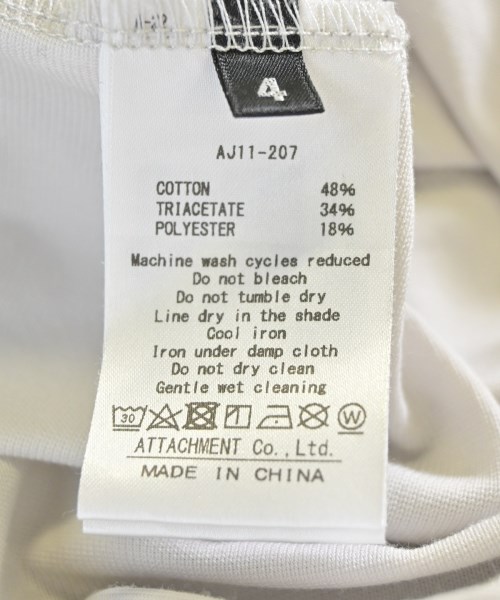 4
AJ11-207
COTTON 48%
TRIACETATE 34%
POLYESTER 18%
Machine wash cycles reduced
Do not bleach
Do not tumble dry
Line dry in the shade
Cool iron
Iron under damp cloth
Do not dry clean
Gentle wet cleaning
30
W
ATTACHMENT Co.,Ltd.
MADE IN CHINA